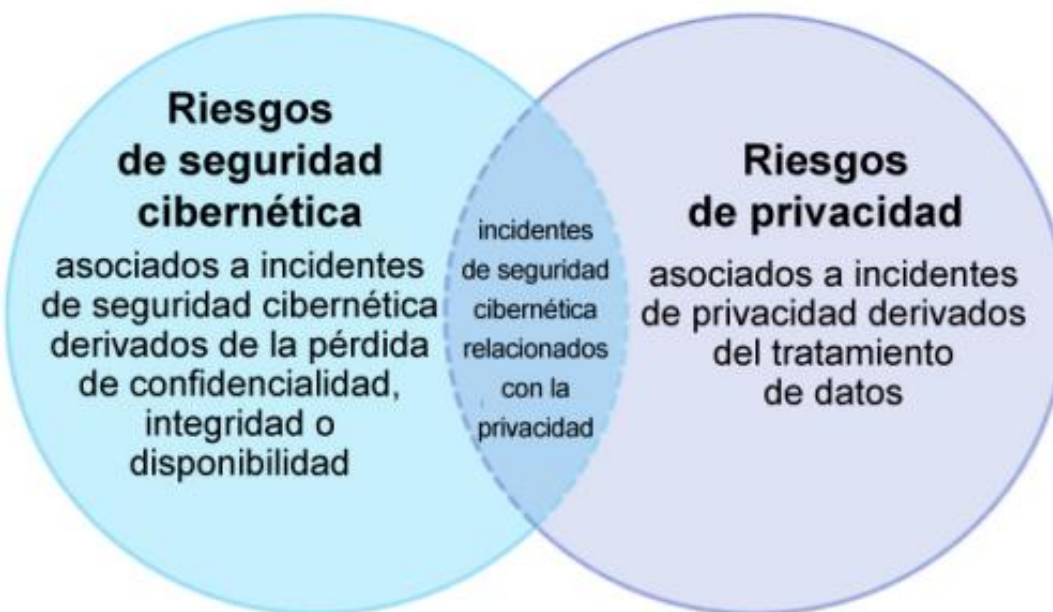 Riesgos
de seguridad
cibernética
asociados a incidentes
de seguridad cibernética
derivados de la pérdida
de confidencialidad,
integridad o
disponibilidad
incidentes
de seguridad
cibernética
relacionados
con la
privacidad
Riesgos
de privacidad
asociados a incidentes
de privacidad derivados
del tratamiento
de datos